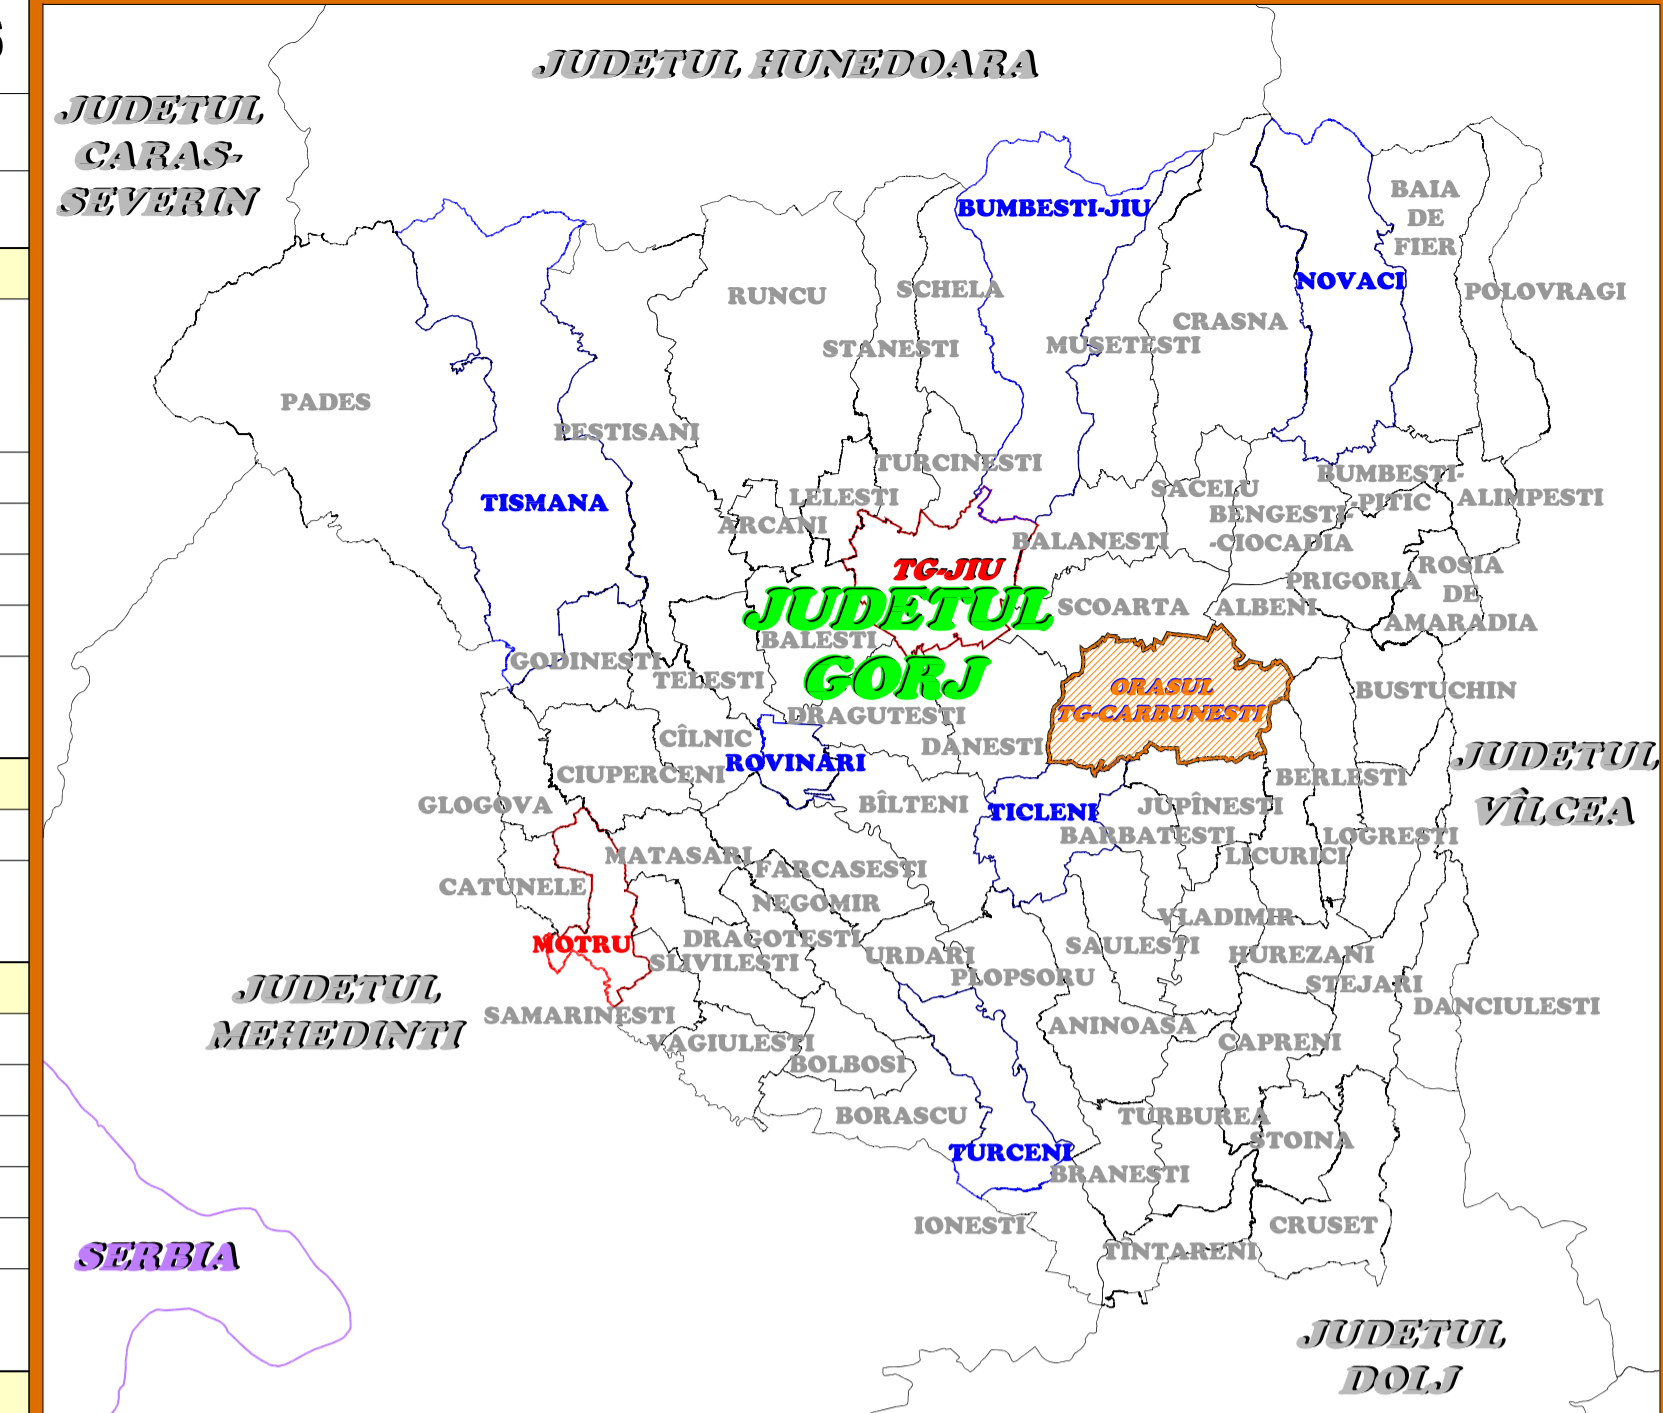 JUDETUL HUNEDOARA
JUDETUL
CARAS-
SEVERIN
BUMBESTI-JIU
BAIA
DE
FIER
NOVACI
POLOVRAGI
RUNCU
SCHELA
CRASNA
STANESTI
MUSETESTI
PADES
PESTISANI
TURCINESTI
BUMBESTI-
-PITIC
SACELU
ALIMPESTI
TISMANA
LELESTI
ARCANI
BENGESTI-
-CIOCADIA
BALANESTI
TG-JIU
ROSIA
DE
AMARADIA
PRIGORIA
JUDETUL
GORJ
SCOARTA
ALBENI
BALESTI
GODINESTI
TELESTI
ORASUL
TG-CARBUNESTI
BUSTUCHIN
DRAGUTESTI
CÎLNIC
DANESTI
ROVINARI
JUDETUL
VÎLCEA
CIUPERCENI
BERLESTI
GLOGOVA
BÎLTENI
TICLENI
JUPÎNESTI
BARBATESTI
LOGRESTI
LICURICI
MATASARI
FARCASESTI
CATUNELE
NEGOMIR
VLADIMIR
MOTRU
DRAGOTESTI
SLIVILESTI
URDARI
SAULESTI
HUREZANI
PLOPSORU
STEJARI
JUDETUL
MEHEDINTI
DANCIULESTI
SAMARINESTI
ANINOASA
VAGIULESTI
CAPRENI
BOLBOSI
BORASCU
TURBUREA
STOINA
TURCENI
BRANESTI
IONESTI
CRUSET
TÎNTARENI
SERBIA
JUDETUL
DOLJ